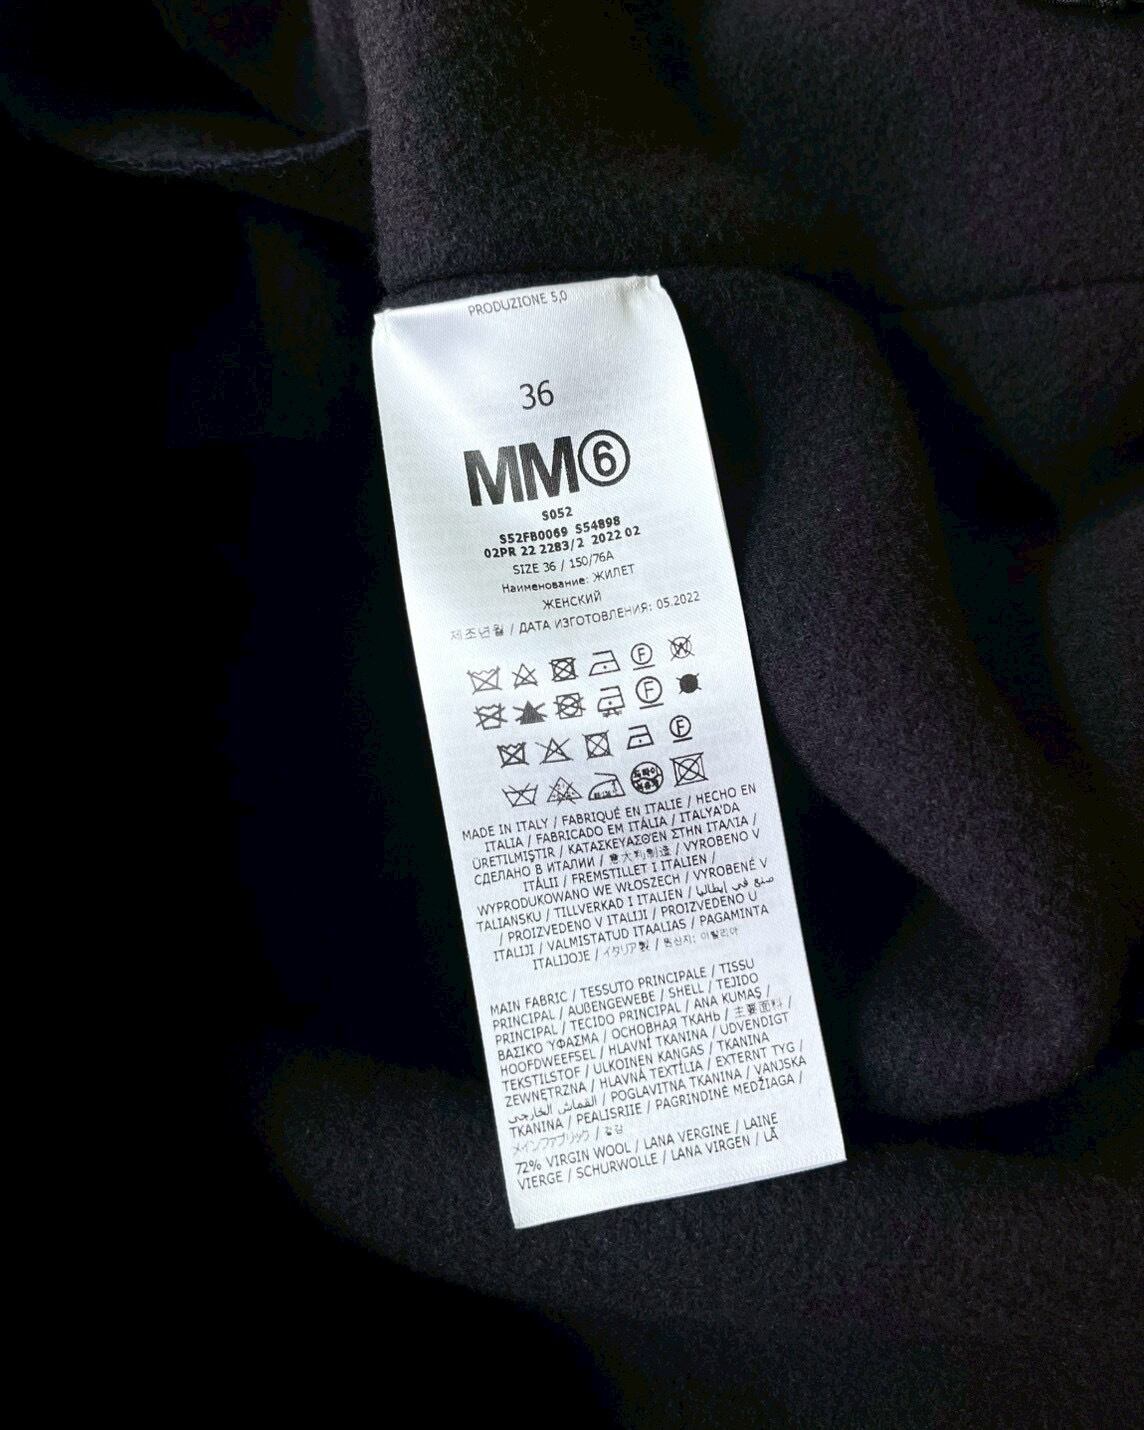 PRODUZIONE 5,0
36
MM⑥
S052
S52FB0069 S54898
02PR 22 2283/2 2022 02
SIZE 36 / 150/76A
Наименование: ЖИЛЕТ
ЖЕНСКИЙ
제조년월 / ДАТА ИЗГОТОВЛЕНИЯ: 05.2022
F W
F
F
MADE IN ITALY / FABRIQUÉ EN ITALIE / HECHO EN
ITALIA / FABRICADO EM ITÁLIA / ITALYA'DA
ÜRETILMIŞTIR / ΚΑΤΑΣΚΕΥΑΣΘΈΝ ΣΤΗΝ ΙΤΑΛΊΑ /
СДЕЛАНО В ИТАЛИИ / 意大利制造 / VYROBENO V
ITÁLII / FREMSTILLET I ITALIEN /
WYPRODUKOWANO WE WŁOSZECH / VYROBENÉ V
TALIANSKU / TILLVERKAD I ITALIEN / صنع في إيطاليا
/ PROIZVEDENO V ITALIJI / PROIZVEDENO U
ITALIJI / VALMISTATUD ITAALIAS / PAGAMINTA
ITALIJOJE / イタリア製 / 원산지: 이탈리아
MAIN FABRIC / TESSUTO PRINCIPALE / TISSU
PRINCIPAL / AUßENGEWEBE / SHELL / TEJIDO
PRINCIPAL / TECIDO PRINCIPAL / ANA KUMAŞ /
ΒΑΣΙΚΌ ΎΦΑΣΜΑ / ОСНОВНАЯ ТКАНЬ / 主要面料 /
HOOFDWEEFSEL / HLAVNÍ TKANINA / UDVENDIGT
TEKSTILSTOF / ULKOINEN KANGAS / TKANINA
ZEWNĘTRZNA / HLAVNÁ TEXTÍLIA / EXTERNT TYG /
القماش الخارجي / POGLAVITNA TKANINA / VANJSKA
TKANINA / PEALISRIIE / PAGRINDINĖ MEDŽIAGA /
メインファブリック / 겉감
72% VIRGIN WOOL / LANA VERGINE / LAINE
VIERGE / SCHURWOLLE / LANA VIRGEN / LÃ